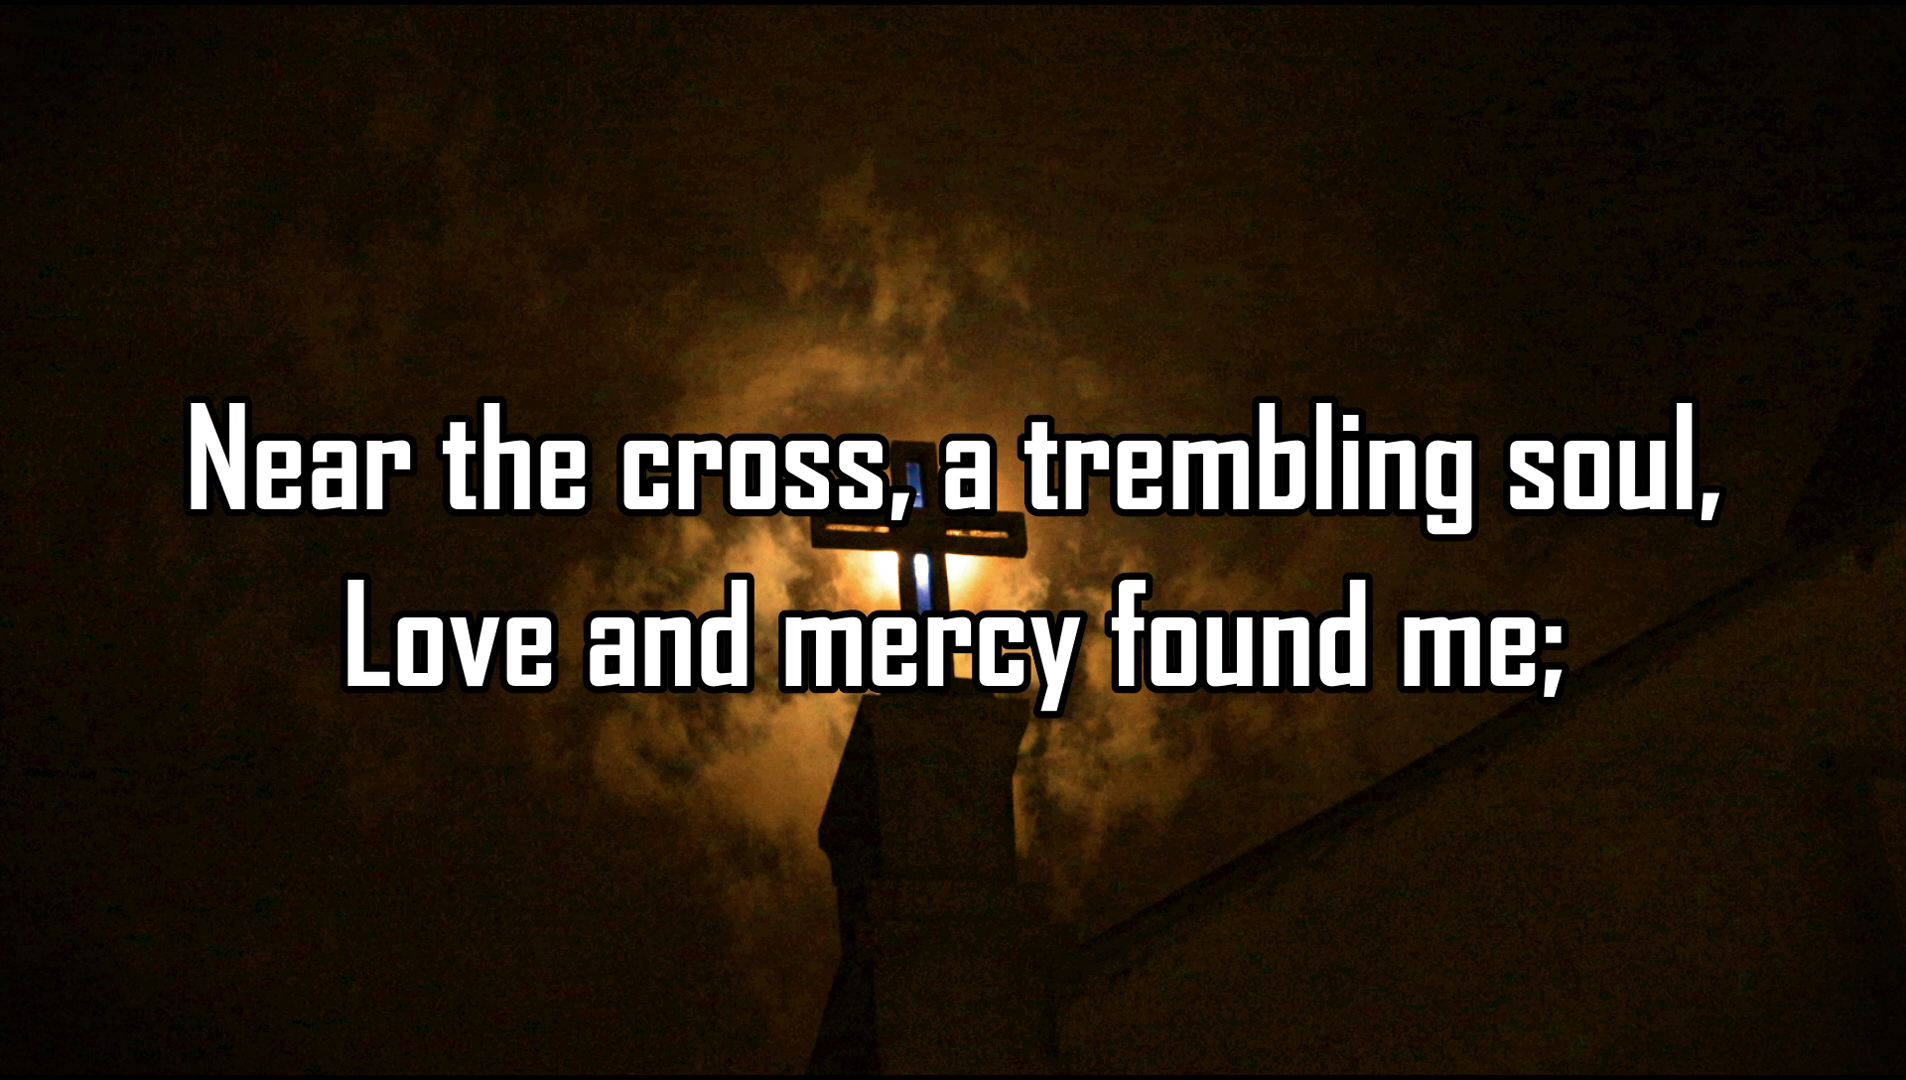 Near the cross, a trembling soul,
Love and mercy found me;